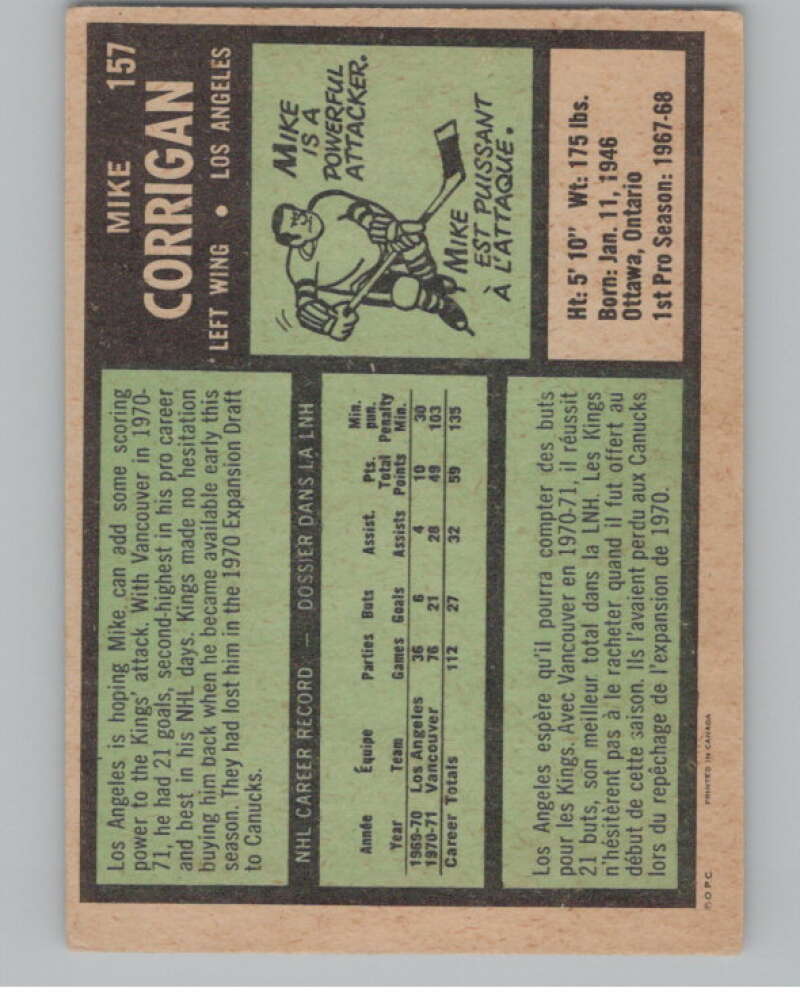 MIKE 157
CORRIGAN
LEFT WING • LOS ANGELES
MIKE
IS A
POWERFUL
ATTACKER.
MIKE
EST PUISSANT
À L'ATTAQUE.
Ht: 5' 10" Wt: 175 lbs.
Born: Jan. 11, 1946
Ottawa, Ontario
1st Pro Season: 1967-68
Los Angeles is hoping Mike can add some scoring
power to the Kings' attack. With Vancouver in 1970-
71, he had 21 goals, second-highest in his pro career
and best in his NHL days. Kings made no hesitation
buying him back when he became available early this
season. They had lost him in the 1970 Expansion Draft
to Canucks.
NHL CAREER RECORD — DOSSIER DANS LA LNH
Année Équipe Parties Buts Assist. Pts. Min. pun.
Year Team Games Goals Assists Total Points Penalty Min.
1969-70 Los Angeles 36 6 4 10 30
1970-71 Vancouver 76 21 28 49 103
Career Totals 112 27 32 59 135
Los Angeles espère qu'il pourra compter des buts
pour les Kings. Avec Vancouver en 1970-71, il réussit
21 buts, son meilleur total dans la LNH. Les Kings
n'hésitèrent pas à le racheter quand il fut offert au
début de cette saison. Ils l'avaient perdu aux Canucks
lors du repêchage de l'expansion de 1970.
© O.P.C. PRINTED IN CANADA